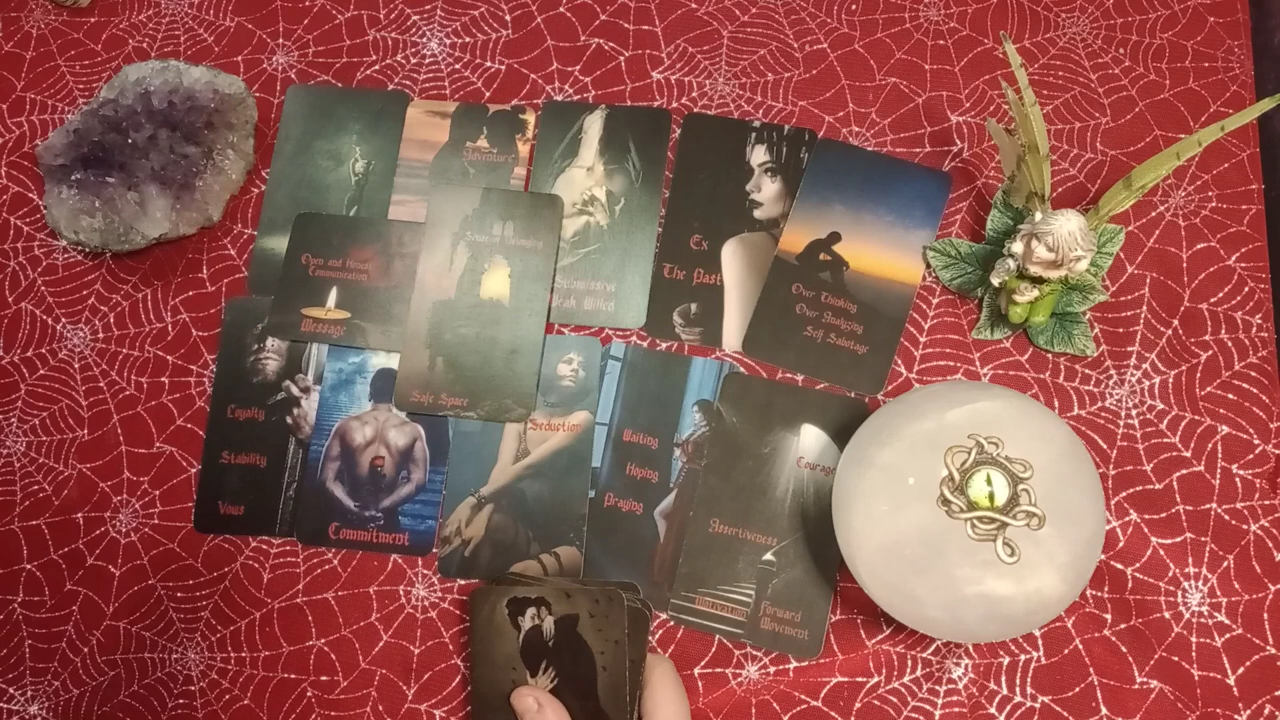 Adventure
Submissive
Weak Willed
Ex
The Past
Over Thinking
Over Analyzing
Self Sabotage
Open and Honest
Communication
Message
Sense of Belonging
Safe Space
Loyalty
Stability
Vows
Commitment
Seduction
Waiting
Hoping
Praying
Courage
Assertiveness
Motivation
Forward
Movement